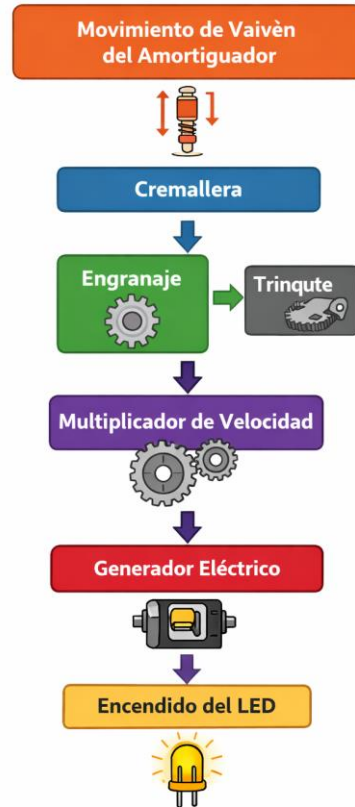 Movimiento de Vaivèn
del Amortiguador
Cremallera
Engranaje
Trinqute
Multiplicador de Velocidad
Generador Eléctrico
Encendido del LED